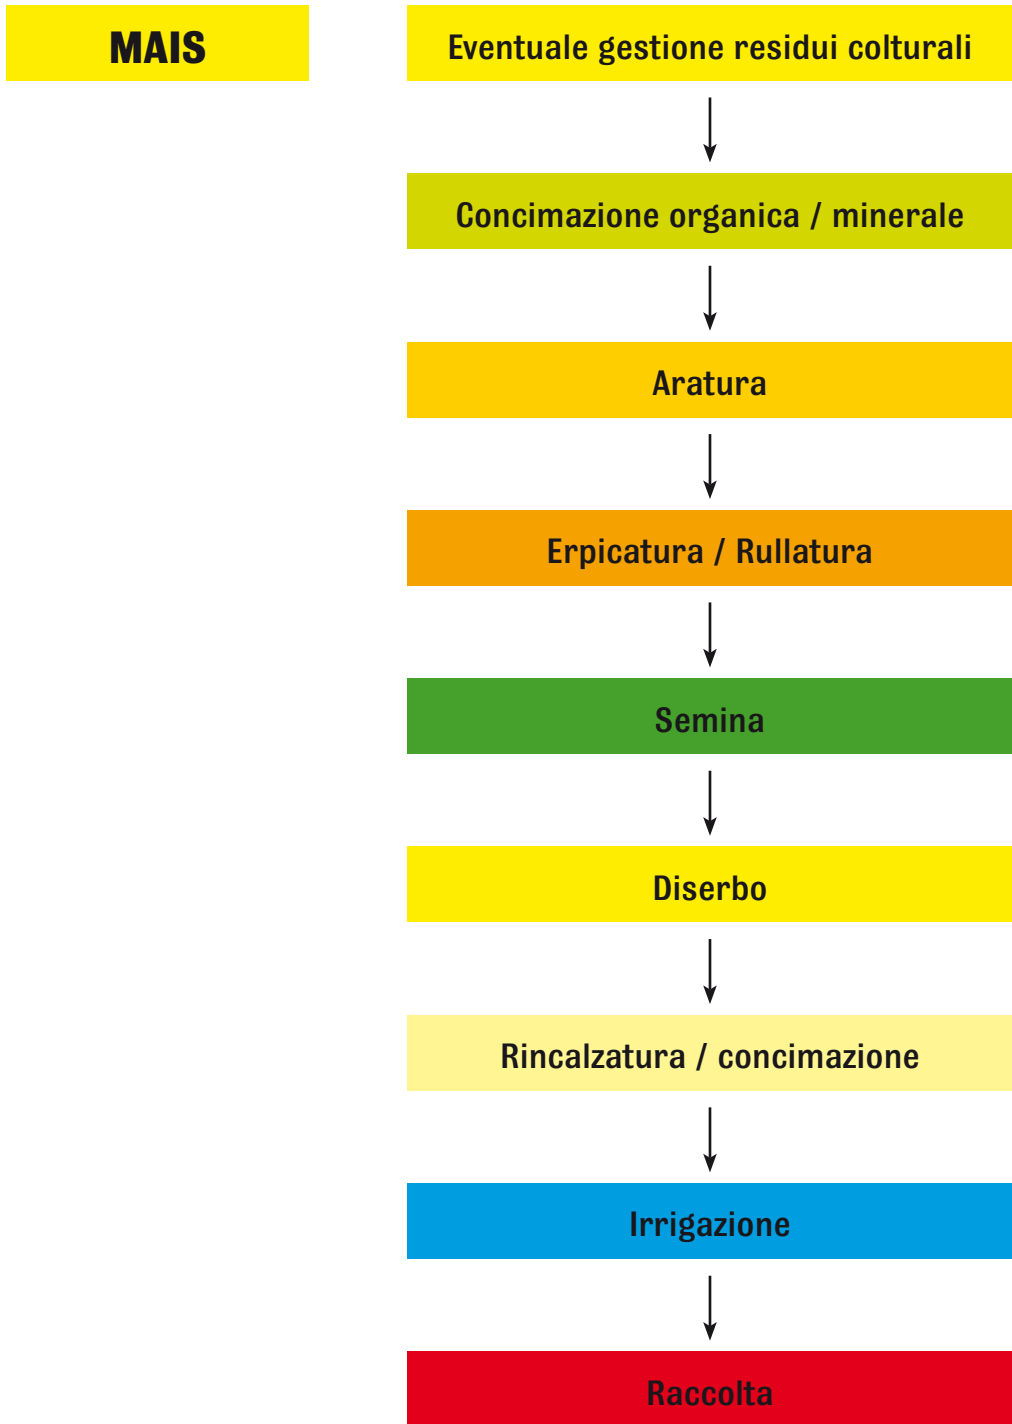 MAIS
Eventuale gestione residui colturali
Concimazione organica / minerale
Aratura
Erpicatura / Rullatura
Semina
Diserbo
Rincalzatura / concimazione
Irrigazione
Raccolta